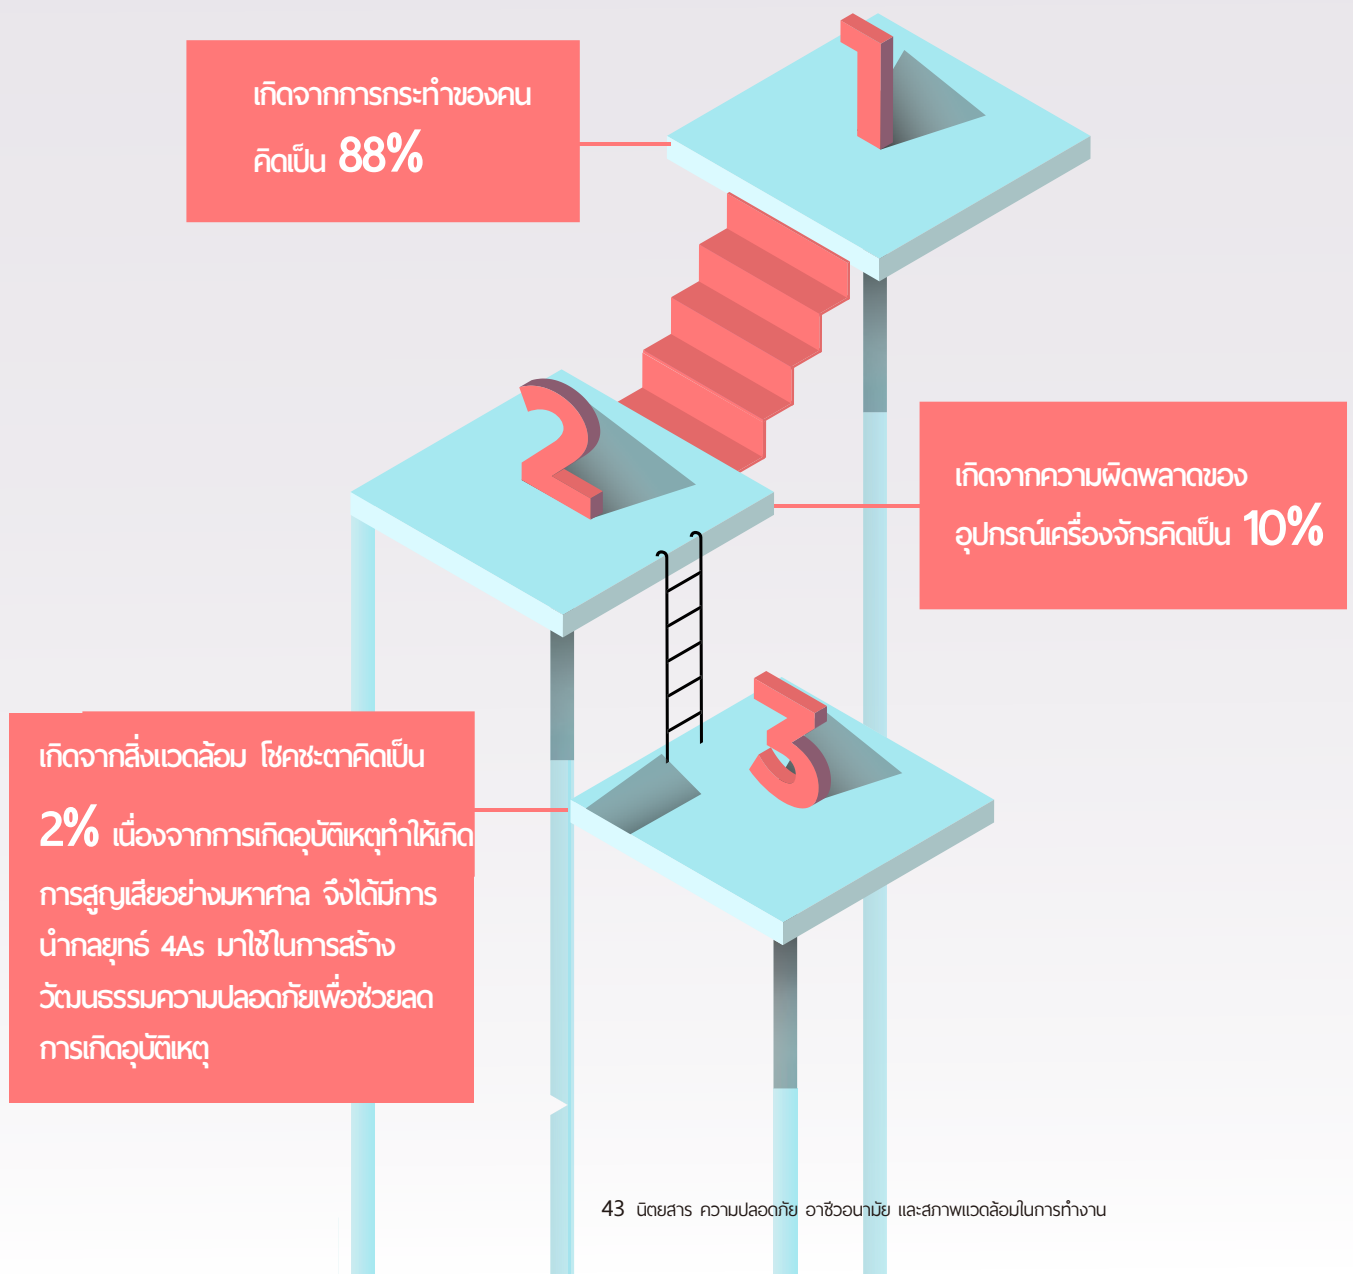 1
เกิดจากการกระทำของคน
คิดเป็น 88%
2
เกิดจากความผิดพลาดของ
อุปกรณ์เครื่องจักรคิดเป็น 10%
3
เกิดจากสิ่งแวดล้อม โชคชะตาคิดเป็น
2% เนื่องจากการเกิดอุบัติเหตุทำให้เกิด
การสูญเสียอย่างมหาศาล จึงได้มีการ
นำกลยุทธ์ 4As มาใช้ในการสร้าง
วัฒนธรรมความปลอดภัยเพื่อช่วยลด
การเกิดอุบัติเหตุ
43 นิตยสาร ความปลอดภัย อาชีวอนามัย และสภาพแวดล้อมในการทำงาน